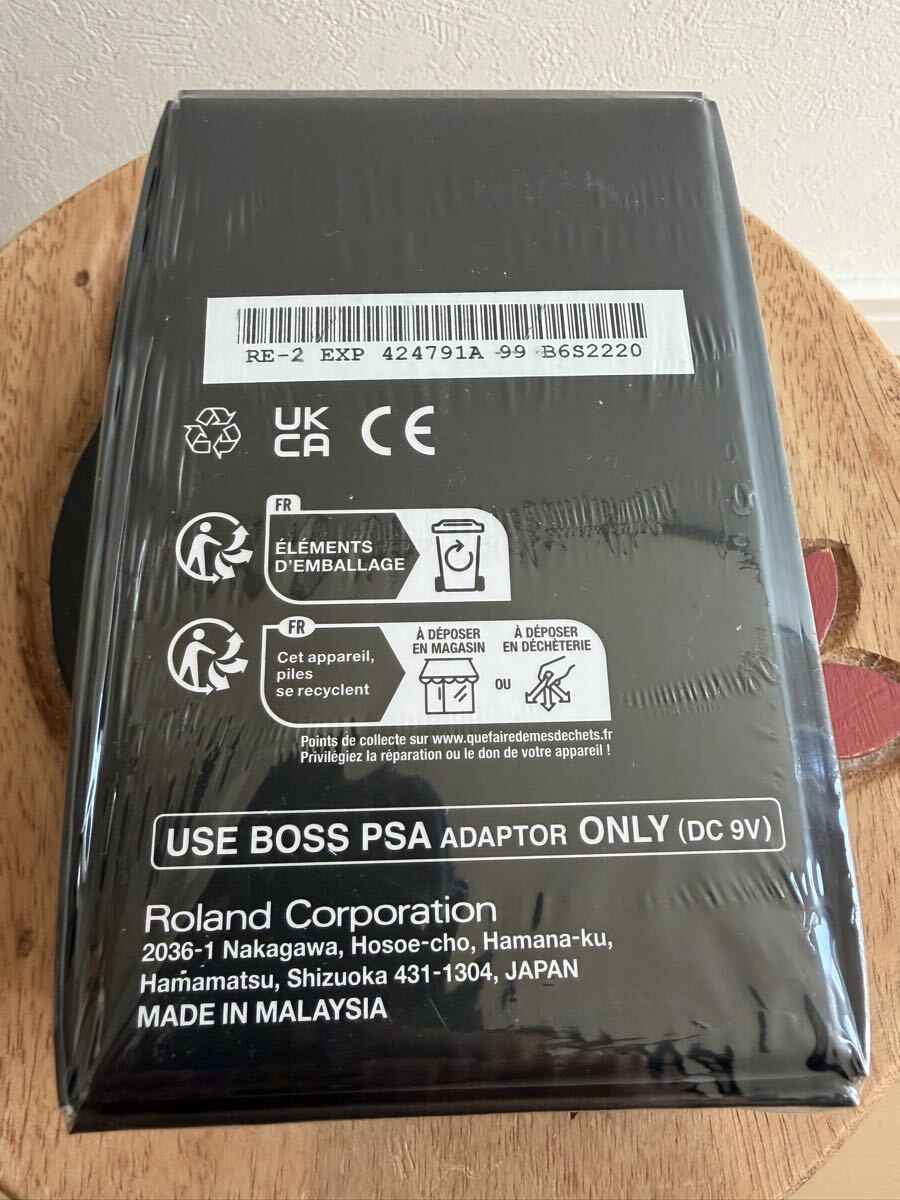 RE-2 EXP 424791A 99 B6S2220
UK
CA
CE
FR
ÉLÉMENTS
D'EMBALLAGE
FR
Cet appareil,
piles
se recyclent
À DÉPOSER
EN MAGASIN
OU
À DÉPOSER
EN DÉCHÈTERIE
Points de collecte sur www.quefairedemesdechets.fr
Privilégiez la réparation ou le don de votre appareil !
USE BOSS PSA ADAPTOR ONLY (DC 9V)
Roland Corporation
2036-1 Nakagawa, Hosoe-cho, Hamana-ku,
Hamamatsu, Shizuoka 431-1304, JAPAN
MADE IN MALAYSIA